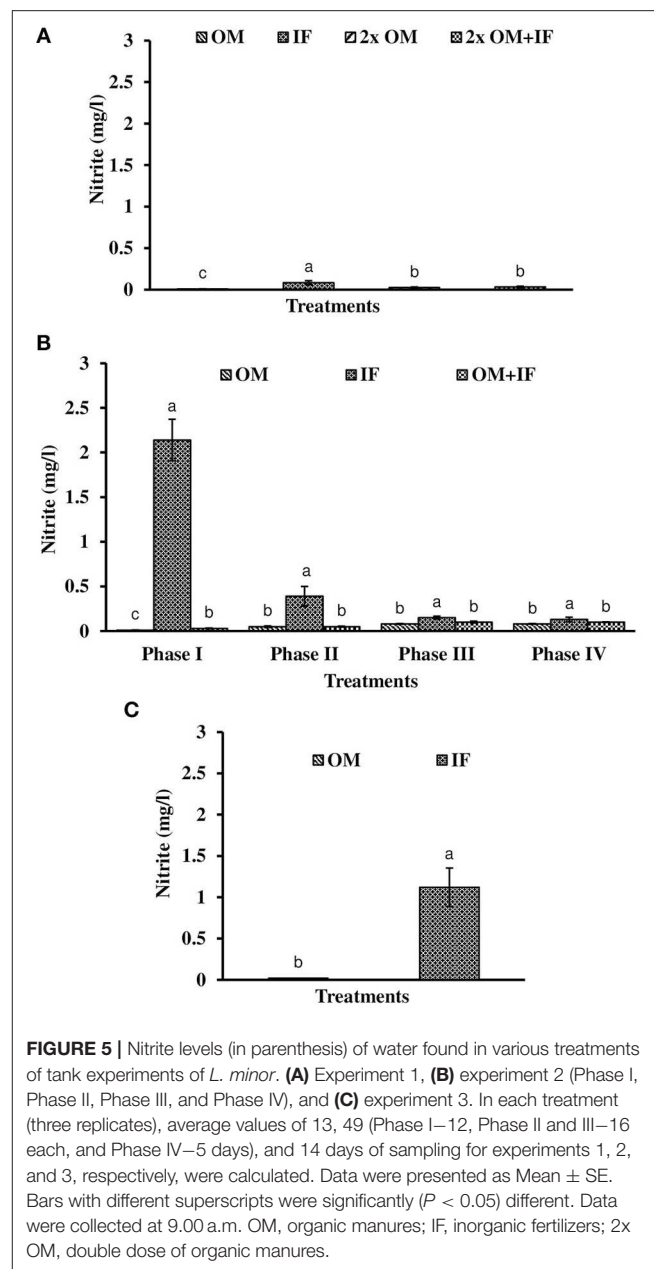 A
OM IF 2x OM 2x OM+IF
3
2.5
2
1.5
1
0.5
0
Nitrite (mg/l)
c a b b
Treatments
B
OM IF OM+IF
3
2.5
2
1.5
1
0.5
0
Nitrite (mg/l)
c a b b a b b a b b a b
Phase I Phase II Phase III Phase IV
Treatments
C
OM IF
3
2.5
2
1.5
1
0.5
0
Nitrite (mg/l)
b a
Treatments
FIGURE 5 | Nitrite levels (in parenthesis) of water found in various treatments
of tank experiments of L. minor. (A) Experiment 1, (B) experiment 2 (Phase I,
Phase II, Phase III, and Phase IV), and (C) experiment 3. In each treatment
(three replicates), average values of 13, 49 (Phase I–12, Phase II and III–16
each, and Phase IV–5 days), and 14 days of sampling for experiments 1, 2,
and 3, respectively, were calculated. Data were presented as Mean ± SE.
Bars with different superscripts were significantly (P < 0.05) different. Data
were collected at 9.00 a.m. OM, organic manures; IF, inorganic fertilizers; 2x
OM, double dose of organic manures.